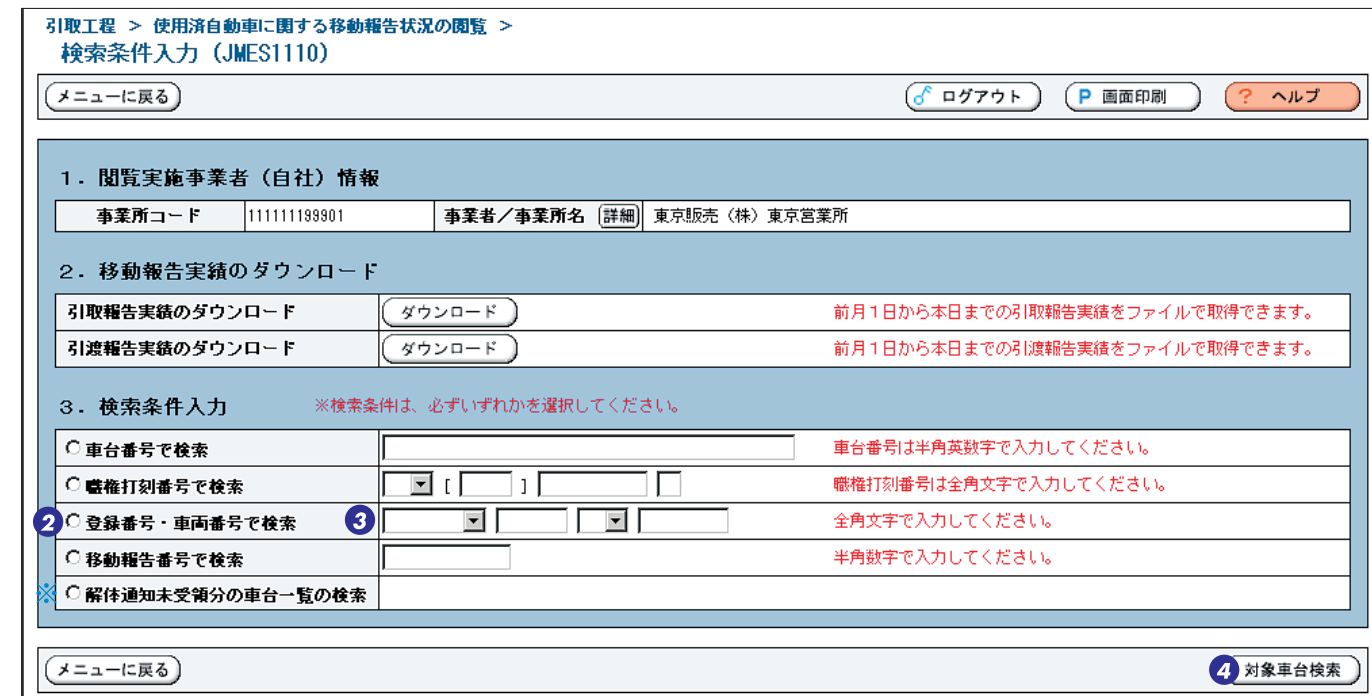 引取工程 > 使用済自動車に関する移動報告状況の閲覧 >
検索条件入力（JMES1110）
メニューに戻る ログアウト P 画面印刷 ? ヘルプ
1．閲覧実施事業者（自社）情報
事業所コード 111111199901 事業者／事業所名 詳細 東京販売（株）東京営業所
2．移動報告実績のダウンロード
引取報告実績のダウンロード ダウンロード 前月1日から本日までの引取報告実績をファイルで取得できます。
引渡報告実績のダウンロード ダウンロード 前月1日から本日までの引渡報告実績をファイルで取得できます。
3．検索条件入力 ※検索条件は、必ずいずれかを選択してください。
車台番号で検索 車台番号は半角英数字で入力してください。
職権打刻番号で検索 [ ] 職権打刻番号は全角文字で入力してください。
2 登録番号・車両番号で検索 3 全角文字で入力してください。
移動報告番号で検索 半角数字で入力してください。
※ 解体通知未受領分の車台一覧の検索
メニューに戻る 4 対象車台検索